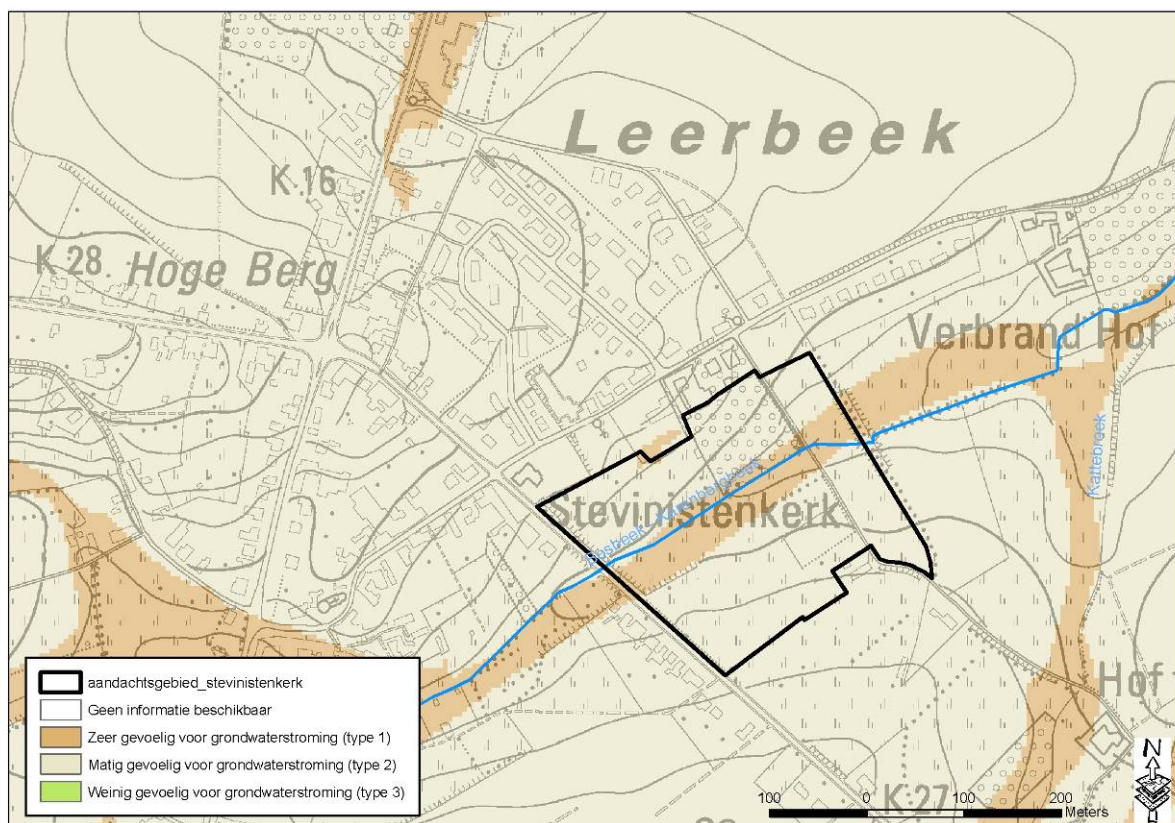 Leerbeek
K 16
K 28
Hoge Berg
Verbrand Hof
Kattebroek
Stevinistenkerk
Hof
K 27
aandachtsgebied_stevinistenkerk
Geen informatie beschikbaar
Zeer gevoelig voor grondwaterstroming (type 1)
Matig gevoelig voor grondwaterstroming (type 2)
Weinig gevoelig voor grondwaterstroming (type 3)
N
100 0 100 200
Meters